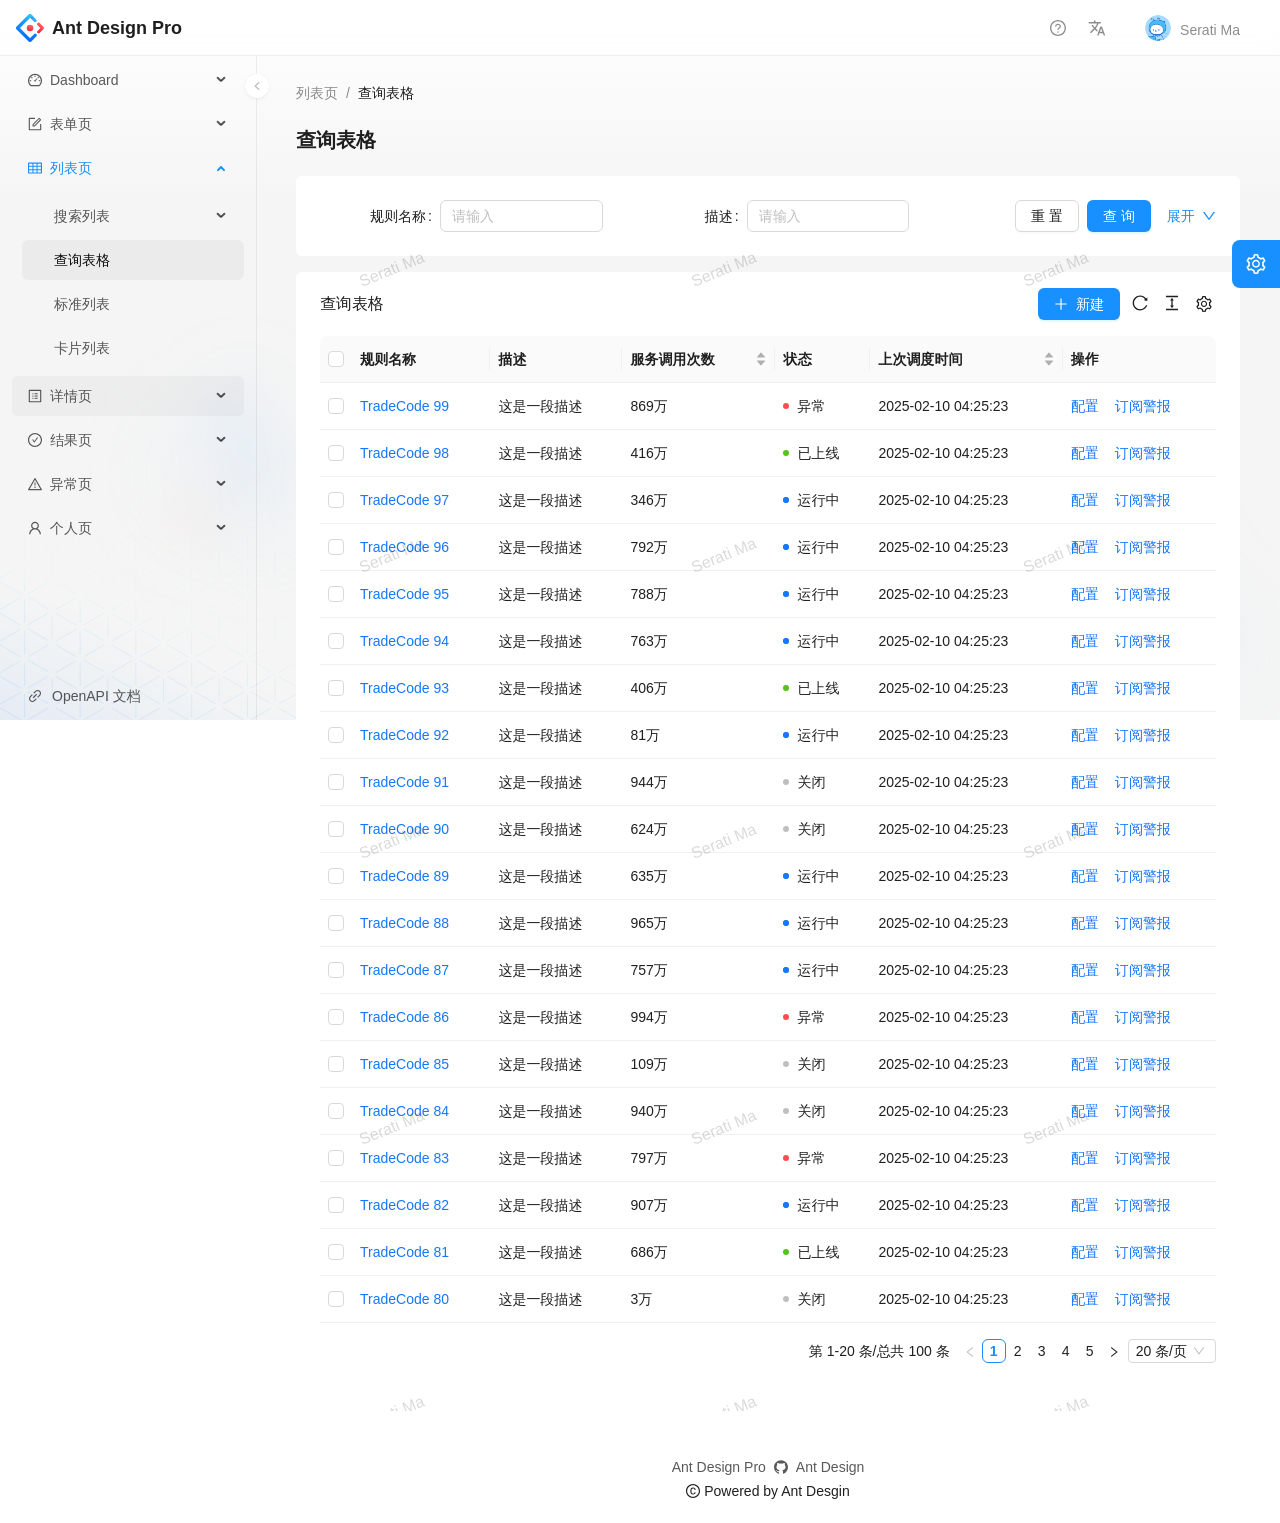 Ant Design Pro
Serati Ma
Dashboard
表单页
列表页
搜索列表
查询表格
标准列表
卡片列表
详情页
结果页
异常页
个人页
OpenAPI 文档
列表页 / 查询表格
查询表格
规则名称: 请输入 描述: 请输入 重 置 查 询 展开
Serati Ma Serati Ma Serati Ma
查询表格 新建
规则名称 描述 服务调用次数 状态 上次调度时间 操作
TradeCode 99 这是一段描述 869万 异常 2025-02-10 04:25:23 配置 订阅警报
TradeCode 98 这是一段描述 416万 已上线 2025-02-10 04:25:23 配置 订阅警报
TradeCode 97 这是一段描述 346万 运行中 2025-02-10 04:25:23 配置 订阅警报
TradeCode 96 这是一段描述 792万 运行中 2025-02-10 04:25:23 配置 订阅警报
Serati Ma Serati Ma Serati Ma
TradeCode 95 这是一段描述 788万 运行中 2025-02-10 04:25:23 配置 订阅警报
TradeCode 94 这是一段描述 763万 运行中 2025-02-10 04:25:23 配置 订阅警报
TradeCode 93 这是一段描述 406万 已上线 2025-02-10 04:25:23 配置 订阅警报
TradeCode 92 这是一段描述 81万 运行中 2025-02-10 04:25:23 配置 订阅警报
TradeCode 91 这是一段描述 944万 关闭 2025-02-10 04:25:23 配置 订阅警报
TradeCode 90 这是一段描述 624万 关闭 2025-02-10 04:25:23 配置 订阅警报
Serati Ma Serati Ma Serati Ma
TradeCode 89 这是一段描述 635万 运行中 2025-02-10 04:25:23 配置 订阅警报
TradeCode 88 这是一段描述 965万 运行中 2025-02-10 04:25:23 配置 订阅警报
TradeCode 87 这是一段描述 757万 运行中 2025-02-10 04:25:23 配置 订阅警报
TradeCode 86 这是一段描述 994万 异常 2025-02-10 04:25:23 配置 订阅警报
TradeCode 85 这是一段描述 109万 关闭 2025-02-10 04:25:23 配置 订阅警报
TradeCode 84 这是一段描述 940万 关闭 2025-02-10 04:25:23 配置 订阅警报
Serati Ma Serati Ma Serati Ma
TradeCode 83 这是一段描述 797万 异常 2025-02-10 04:25:23 配置 订阅警报
TradeCode 82 这是一段描述 907万 运行中 2025-02-10 04:25:23 配置 订阅警报
TradeCode 81 这是一段描述 686万 已上线 2025-02-10 04:25:23 配置 订阅警报
TradeCode 80 这是一段描述 3万 关闭 2025-02-10 04:25:23 配置 订阅警报
第 1-20 条/总共 100 条 1 2 3 4 5 20 条/页
Ma Ma Ma
Ant Design Pro Ant Design
© Powered by Ant Desgin